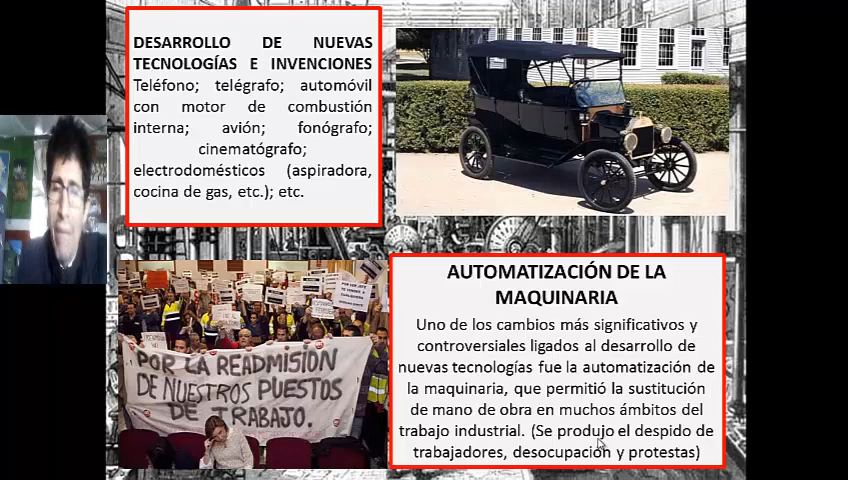 DESARROLLO DE NUEVAS
TECNOLOGÍAS E INVENCIONES
Teléfono; telégrafo; automóvil
con motor de combustión
interna; avión; fonógrafo;
cinematógrafo;
electrodomésticos (aspiradora,
cocina de gas, etc.); etc.
POR LA READMISIÓN
DE NUESTROS PUESTOS
DE TRABAJO.
AUTOMATIZACIÓN DE LA
MAQUINARIA
Uno de los cambios más significativos y
controversiales ligados al desarrollo de
nuevas tecnologías fue la automatización de
la maquinaria, que permitió la sustitución
de mano de obra en muchos ámbitos del
trabajo industrial. (Se produjo el despido de
trabajadores, desocupación y protestas)